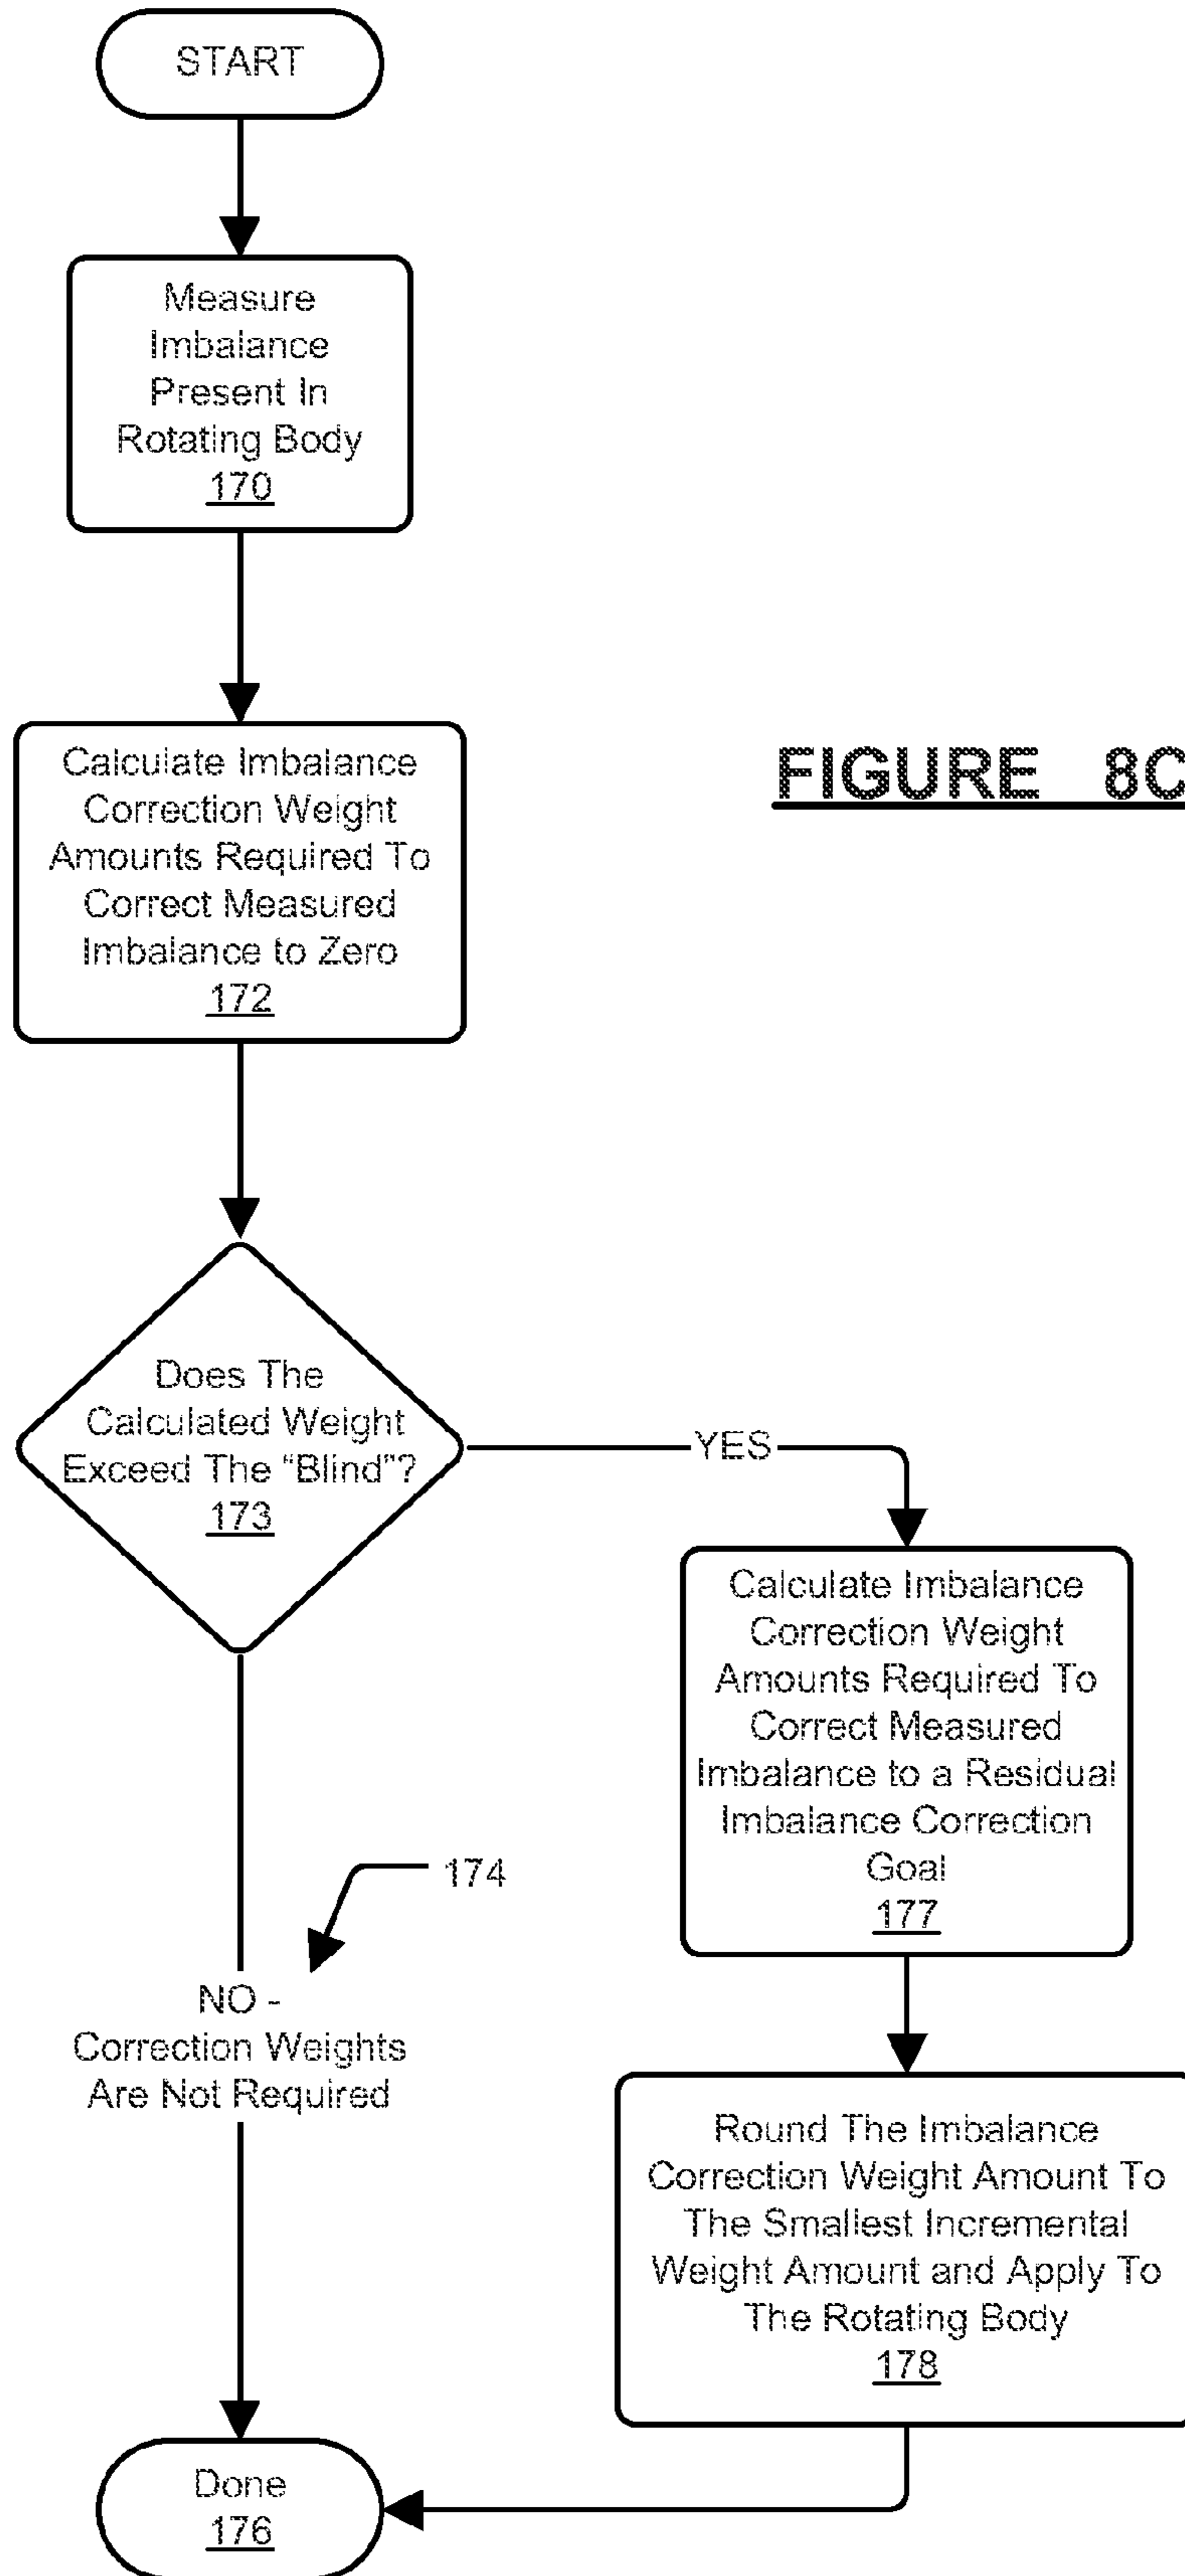 START
Measure
Imbalance
Present In
Rotating Body
170
Calculate Imbalance
Correction Weight
Amounts Required To
Correct Measured
Imbalance to Zero
172
FIGURE 8C
Does The
Calculated Weight
Exceed The “Blind”?
173
YES
Calculate Imbalance
Correction Weight
Amounts Required To
Correct Measured
Imbalance to a Residual
Imbalance Correction
Goal
177
174
NO -
Correction Weights
Are Not Required
Round The Imbalance
Correction Weight Amount To
The Smallest Incremental
Weight Amount and Apply To
The Rotating Body
178
Done
176